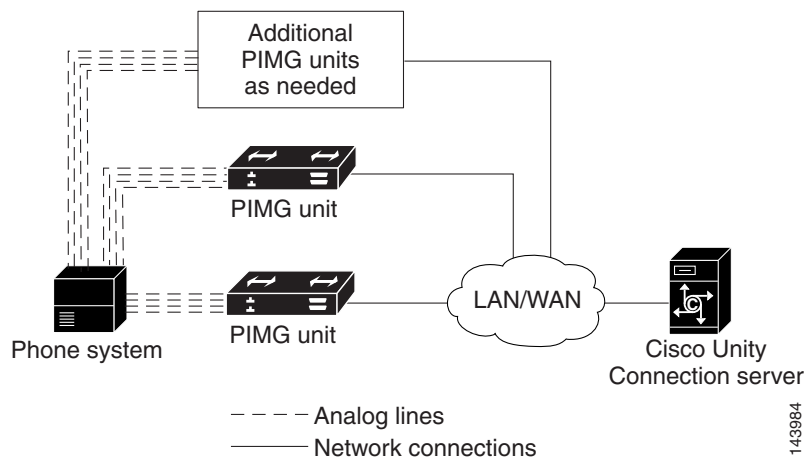 Additional
PIMG units
as needed
PIMG unit
PIMG unit
Phone system
LAN/WAN
Cisco Unity
Connection server
Analog lines
Network connections
143984